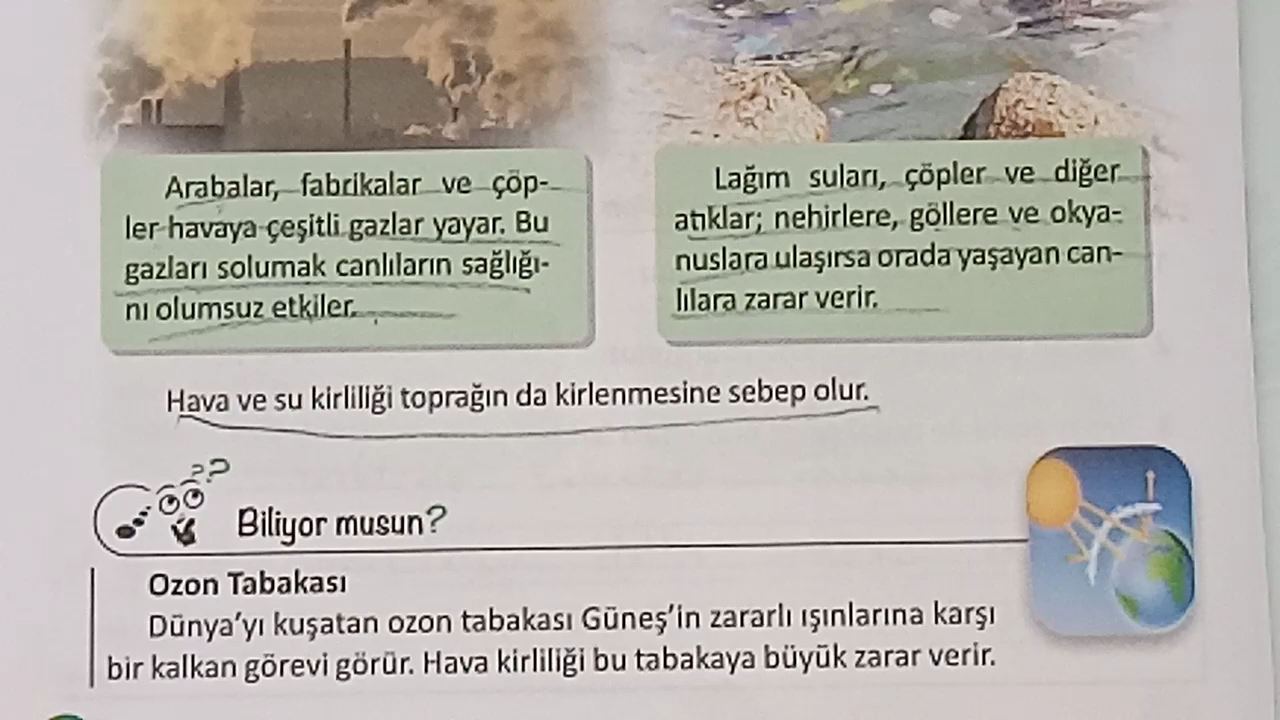 Arabalar, fabrikalar ve çöp-
ler havaya çeşitli gazlar yayar. Bu
gazları solumak canlıların sağlığı-
nı olumsuz etkiler.
Lağım suları, çöpler ve diğer
atıklar; nehirlere, göllere ve okya-
nuslara ulaşırsa orada yaşayan can-
lılara zarar verir.
Hava ve su kirliliği toprağın da kirlenmesine sebep olur.
??
Biliyor musun?
Ozon Tabakası
Dünya'yı kuşatan ozon tabakası Güneş'in zararlı ışınlarına karşı
bir kalkan görevi görür. Hava kirliliği bu tabakaya büyük zarar verir.